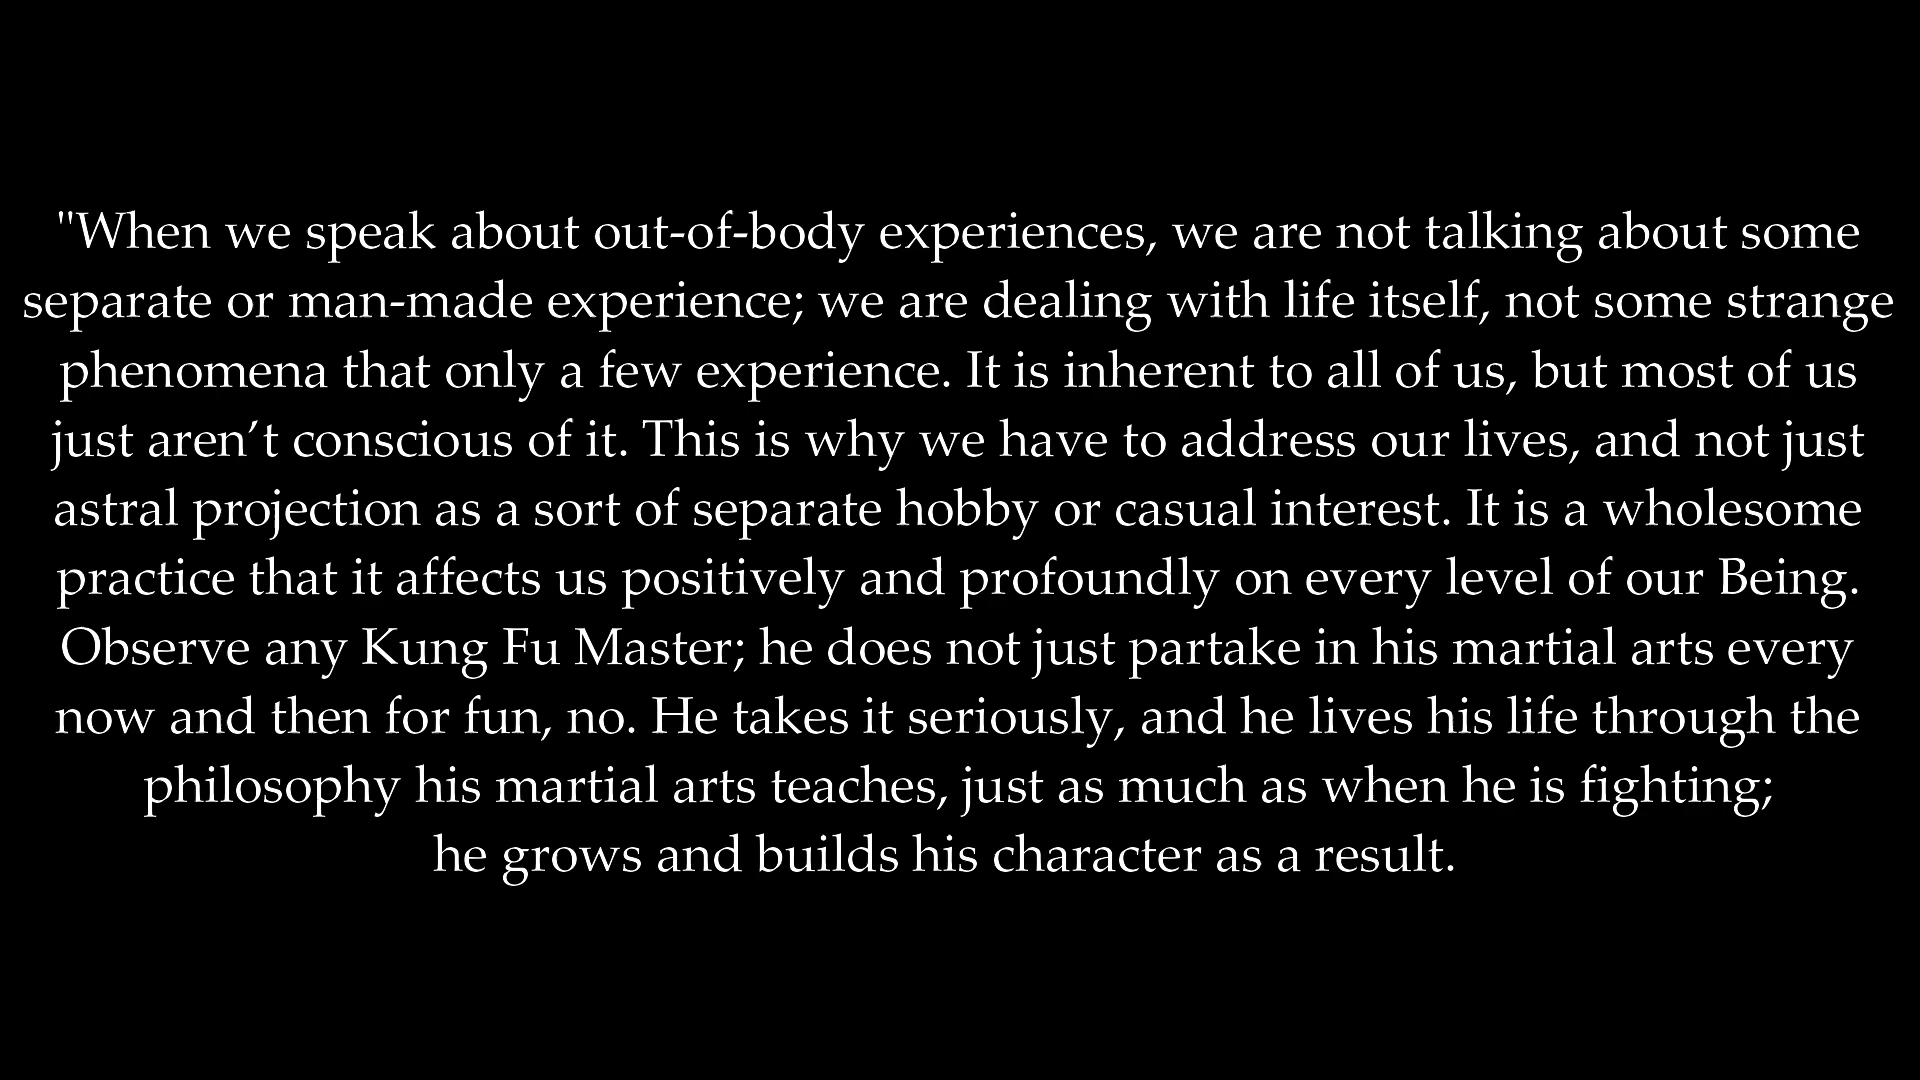 "When we speak about out-of-body experiences, we are not talking about some
separate or man-made experience; we are dealing with life itself, not some strange
phenomena that only a few experience. It is inherent to all of us, but most of us
just aren’t conscious of it. This is why we have to address our lives, and not just
astral projection as a sort of separate hobby or casual interest. It is a wholesome
practice that it affects us positively and profoundly on every level of our Being.
Observe any Kung Fu Master; he does not just partake in his martial arts every
now and then for fun, no. He takes it seriously, and he lives his life through the
philosophy his martial arts teaches, just as much as when he is fighting;
he grows and builds his character as a result.